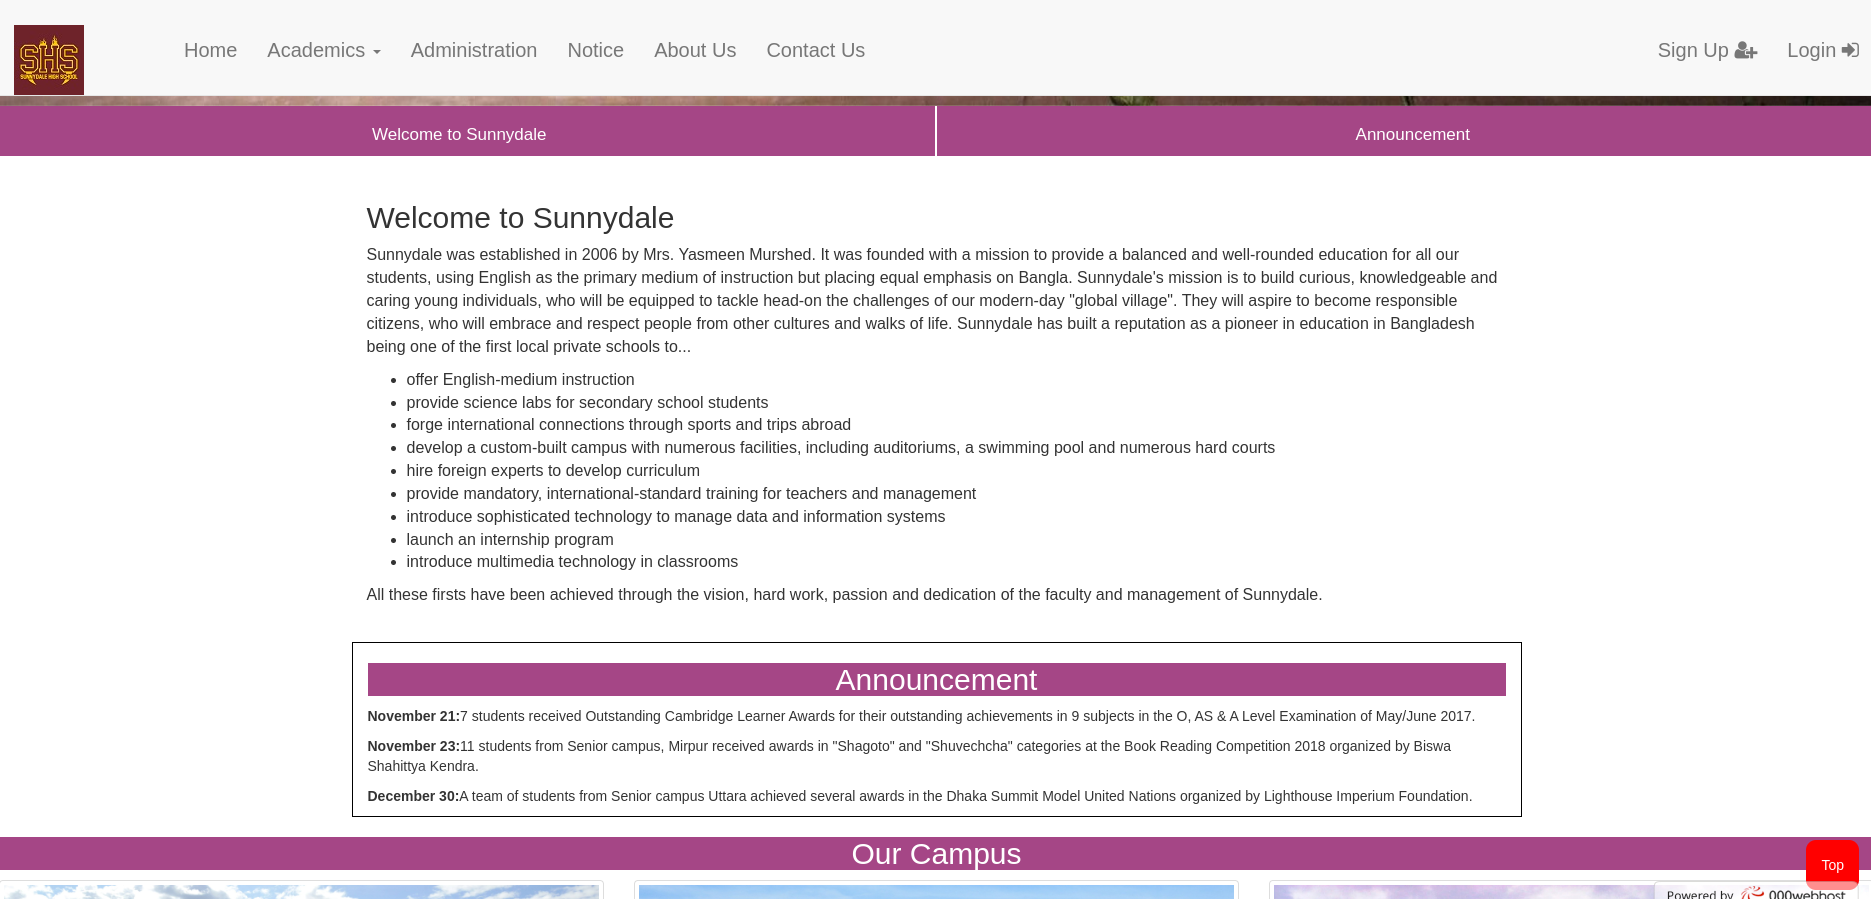 SHS
SUNNYDALE HIGH SCHOOL
Home Academics Administration Notice About Us Contact Us Sign Up Login
Welcome to Sunnydale Announcement
Welcome to Sunnydale
Sunnydale was established in 2006 by Mrs. Yasmeen Murshed. It was founded with a mission to provide a balanced and well-rounded education for all our
students, using English as the primary medium of instruction but placing equal emphasis on Bangla. Sunnydale's mission is to build curious, knowledgeable and
caring young individuals, who will be equipped to tackle head-on the challenges of our modern-day "global village". They will aspire to become responsible
citizens, who will embrace and respect people from other cultures and walks of life. Sunnydale has built a reputation as a pioneer in education in Bangladesh
being one of the first local private schools to...
• offer English-medium instruction
• provide science labs for secondary school students
• forge international connections through sports and trips abroad
• develop a custom-built campus with numerous facilities, including auditoriums, a swimming pool and numerous hard courts
• hire foreign experts to develop curriculum
• provide mandatory, international-standard training for teachers and management
• introduce sophisticated technology to manage data and information systems
• launch an internship program
• introduce multimedia technology in classrooms
All these firsts have been achieved through the vision, hard work, passion and dedication of the faculty and management of Sunnydale.
Announcement
November 21:7 students received Outstanding Cambridge Learner Awards for their outstanding achievements in 9 subjects in the O, AS & A Level Examination of May/June 2017.
November 23:11 students from Senior campus, Mirpur received awards in "Shagoto" and "Shuvechcha" categories at the Book Reading Competition 2018 organized by Biswa
Shahittya Kendra.
December 30:A team of students from Senior campus Uttara achieved several awards in the Dhaka Summit Model United Nations organized by Lighthouse Imperium Foundation.
Our Campus
Top
Powered by 000webhost